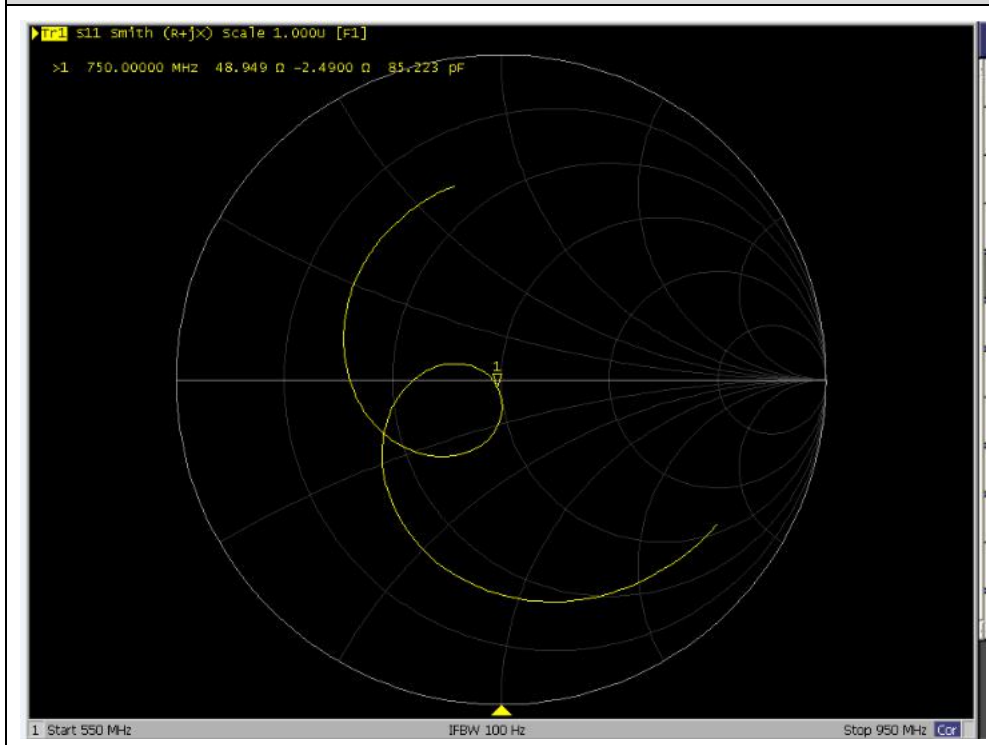 Tr1 S11 Smith (R+jX) Scale 1.000U [F1]
>1 750.00000 MHz 48.949 Ω -2.4900 Ω 85.223 pF
1
1 Start 550 MHz IFBW 100 Hz Stop 950 MHz Cor